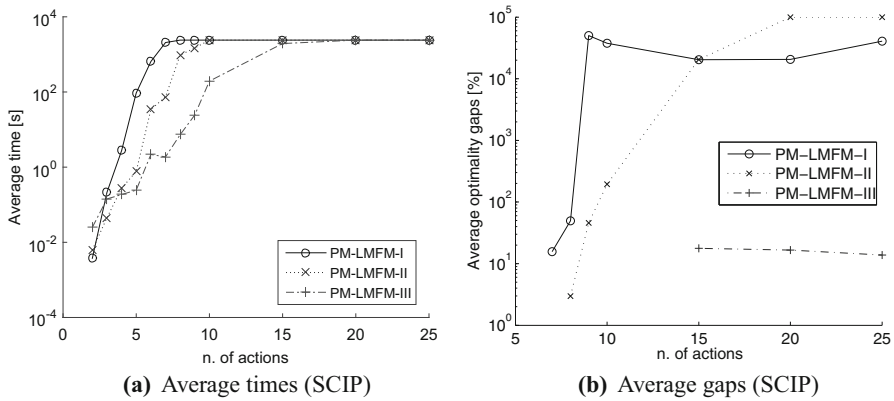 10^4
10^2
10^0
10^-2
10^-4
Average time [s]
0 5 10 15 20 25
n. of actions
PM-LMFM-I
PM-LMFM-II
PM-LMFM-III
(a) Average times (SCIP)
10^5
10^4
10^3
10^2
10^1
10^0
Average optimality gaps [%]
5 10 15 20 25
n. of actions
PM−LMFM−I
PM−LMFM−II
PM−LMFM−III
(b) Average gaps (SCIP)